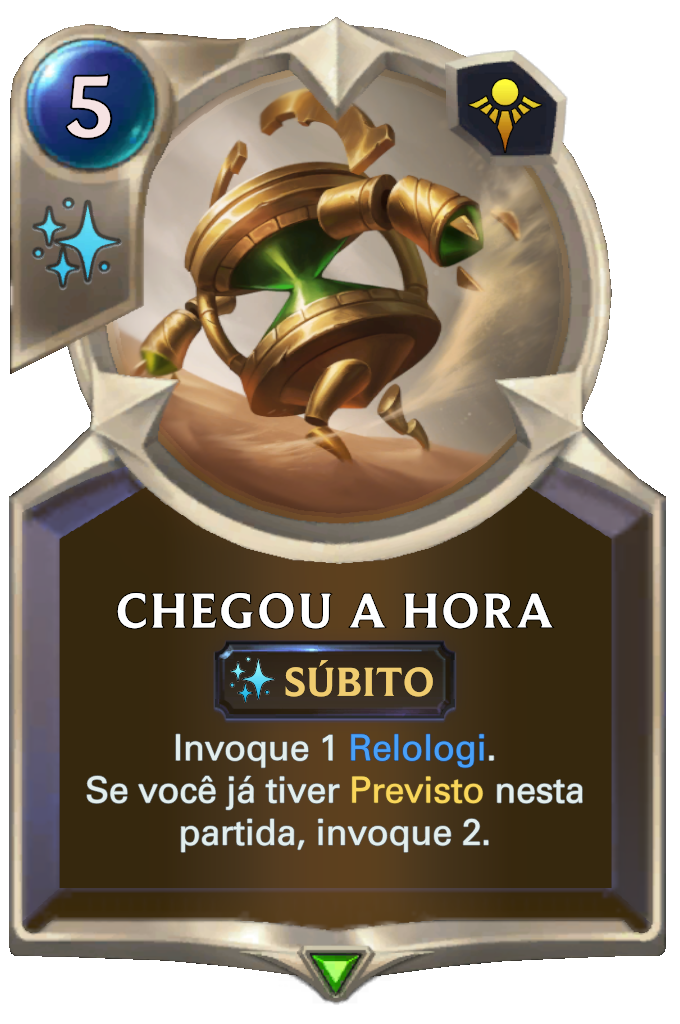 5
CHEGOU A HORA
SÚBITO
Invoque 1 Relologi.
Se você já tiver Previsto nesta
partida, invoque 2.